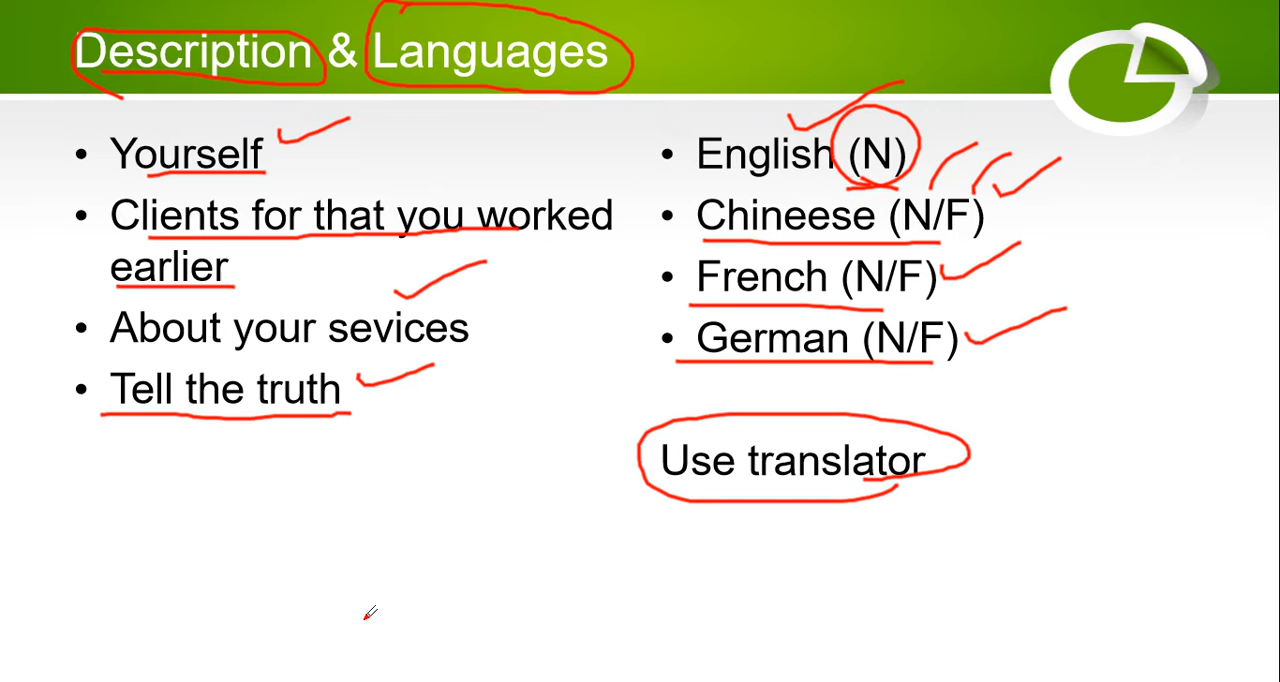 Description & Languages
• Yourself
• Clients for that you worked
earlier
• About your sevices
• Tell the truth
• English (N)
• Chineese (N/F)
• French (N/F)
• German (N/F)
Use translator